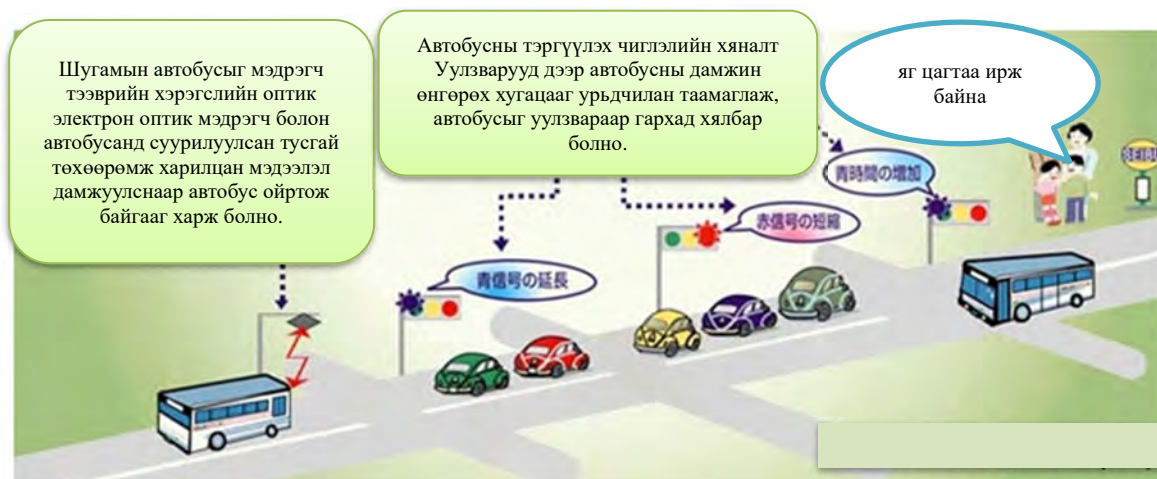 Шугамын автобусыг мэдрэгч
тээврийн хэрэгслийн оптик
электрон оптик мэдрэгч болон
автобусанд суурилуулсан тусгай
төхөөрөмж харилцан мэдээлэл
дамжуулснаар автобус ойртож
байгааг харж болно.
Автобусны тэргүүлэх чиглэлийн хяналт
Уулзварууд дээр автобусны дамжин
өнгөрөх хугацааг урьдчилан таамаглаж,
автобусыг уулзвараар гархад хялбар
болно.
яг цагтаа ирж
байна
青時間の増加
赤信号の短縮
青信号の延長
SEIBU